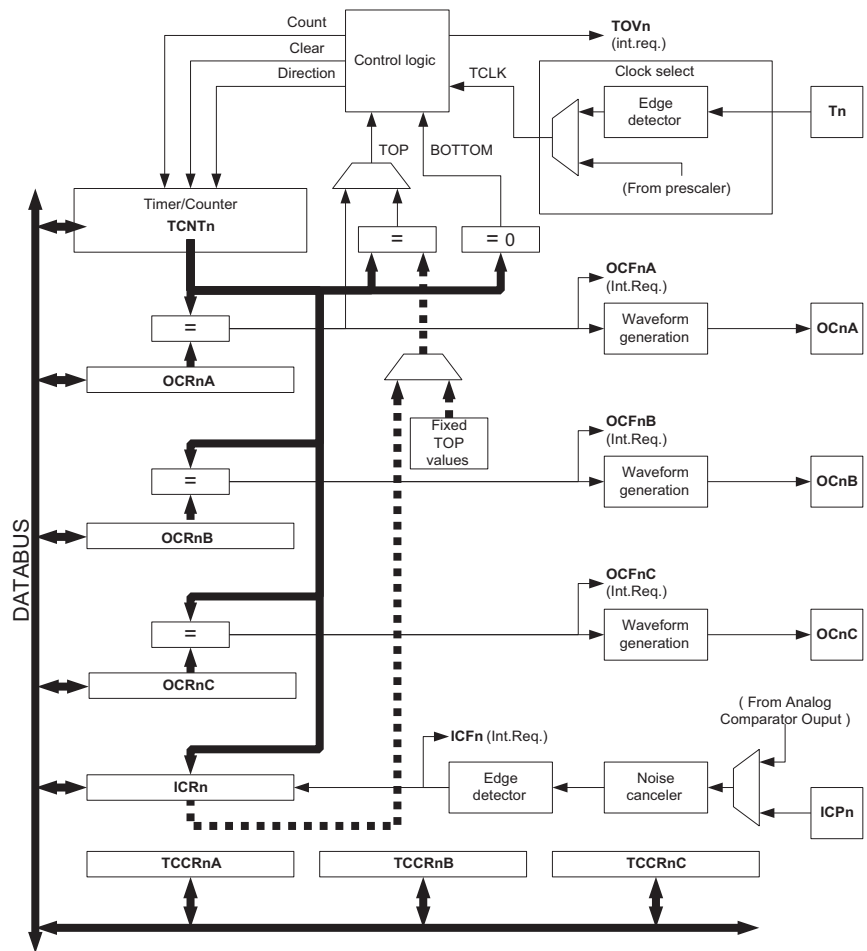 Count
TOVn
(int.req.)
Clear
Control logic
Direction
TCLK
Clock select
Edge
detector
Tn
TOP
BOTTOM
(From prescaler)
Timer/Counter
TCNTn
=
= 0
OCFnA
(Int.Req.)
=
Waveform
generation
OCnA
OCRnA
Fixed
TOP
values
OCFnB
(Int.Req.)
=
Waveform
generation
OCnB
OCRnB
DATABUS
OCFnC
(Int.Req.)
=
Waveform
generation
OCnC
OCRnC
( From Analog
Comparator Ouput )
ICFn (Int.Req.)
ICRn
Edge
detector
Noise
canceler
ICPn
TCCRnA
TCCRnB
TCCRnC